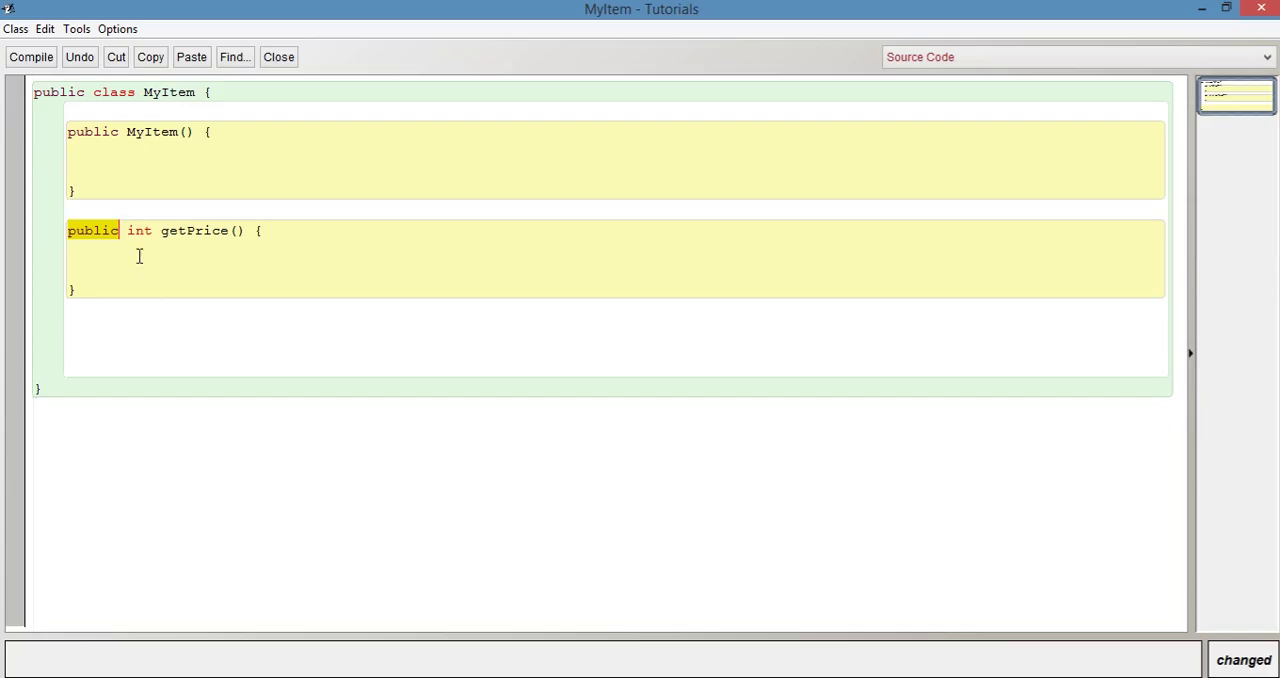 MyItem - Tutorials
Class Edit Tools Options
Compile Undo Cut Copy Paste Find... Close Source Code
public class MyItem {
public MyItem() {
}
public int getPrice() {
}
}
changed